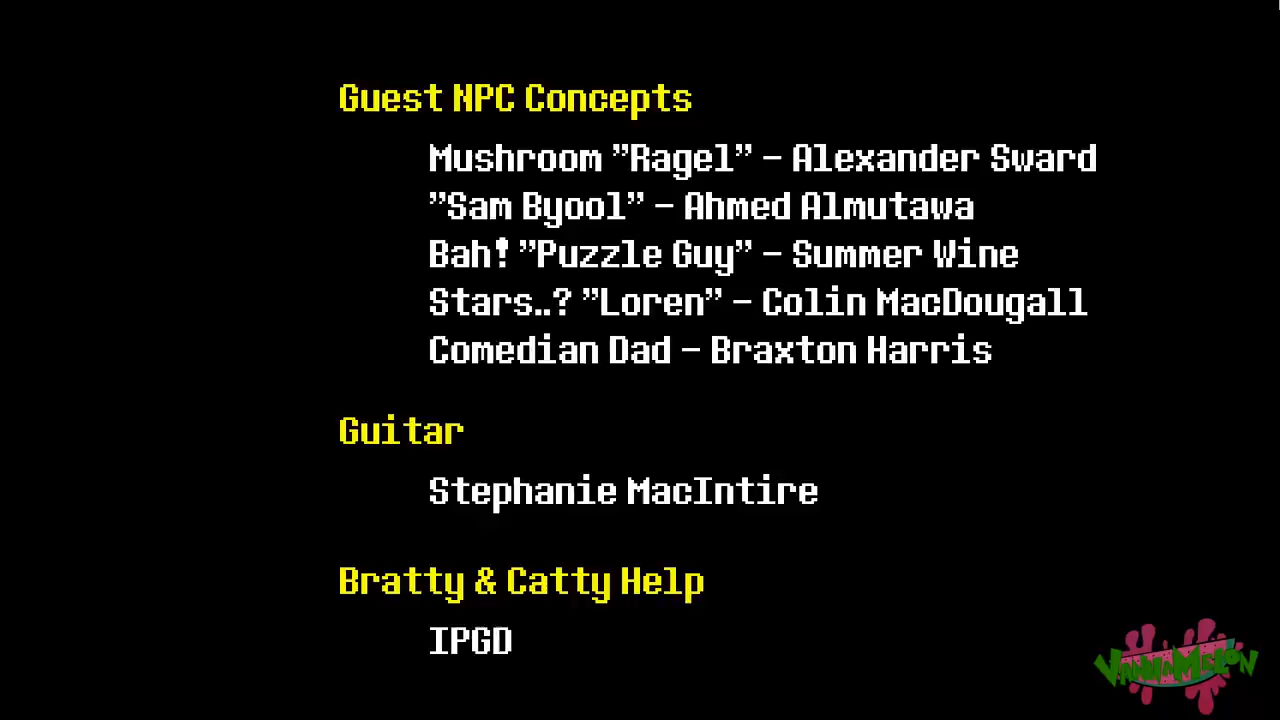 Guest NPC Concepts
Mushroom "Ragel" - Alexander Sward
"Sam Byool" - Ahmed Almutawa
Bah! "Puzzle Guy" - Summer Wine
Stars..? "Loren" - Colin MacDougall
Comedian Dad - Braxton Harris
Guitar
Stephanie MacIntire
Bratty & Catty Help
IPGD
VannaMelon